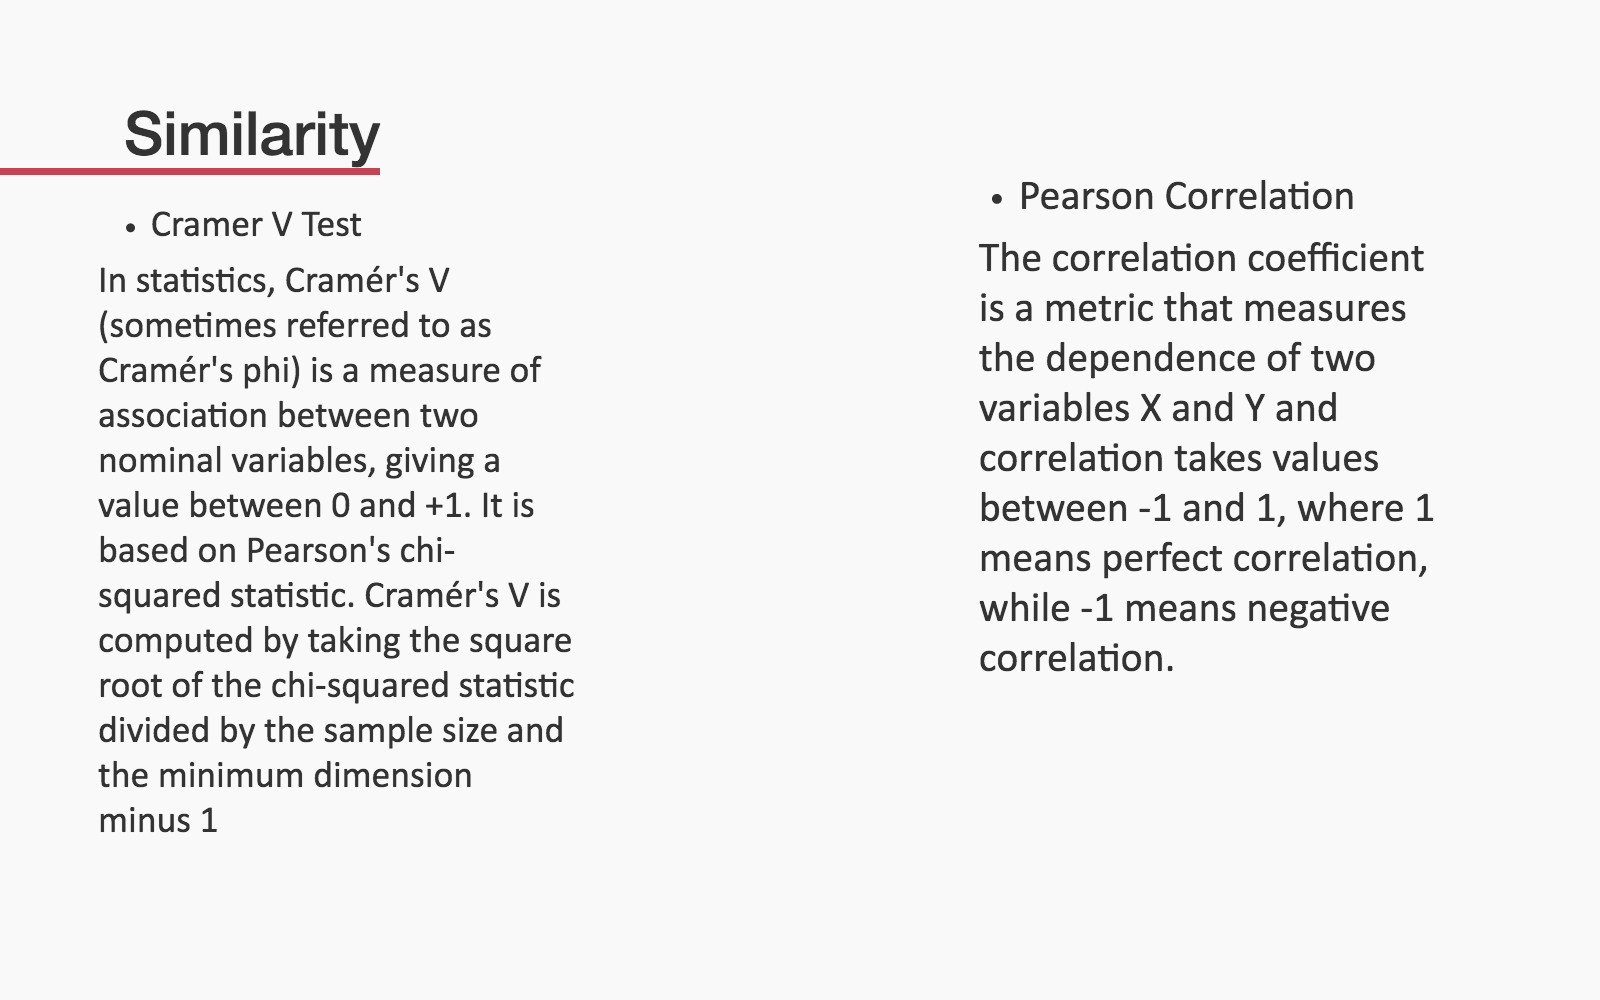 Similarity
• Cramer V Test
In statistics, Cramér's V
(sometimes referred to as
Cramér's phi) is a measure of
association between two
nominal variables, giving a
value between 0 and +1. It is
based on Pearson's chi-
squared statistic. Cramér's V is
computed by taking the square
root of the chi-squared statistic
divided by the sample size and
the minimum dimension
minus 1
• Pearson Correlation
The correlation coefficient
is a metric that measures
the dependence of two
variables X and Y and
correlation takes values
between -1 and 1, where 1
means perfect correlation,
while -1 means negative
correlation.